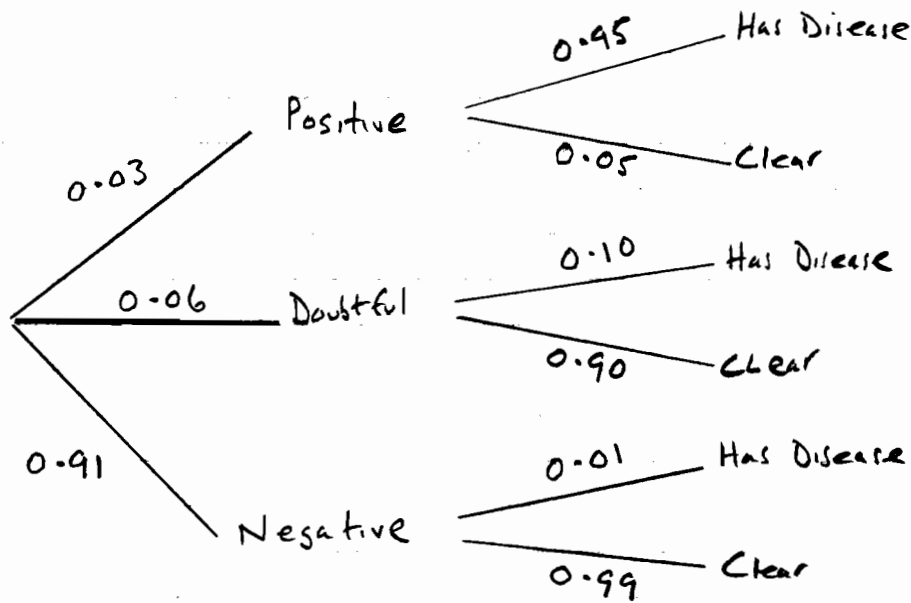 0.95 Has Disease
Positive
0.03
0.05 Clear
0.10 Has Disease
0.06 Doubtful
0.90 CLear
0.91
0.01 Has Disease
Negative
0.99 Clear